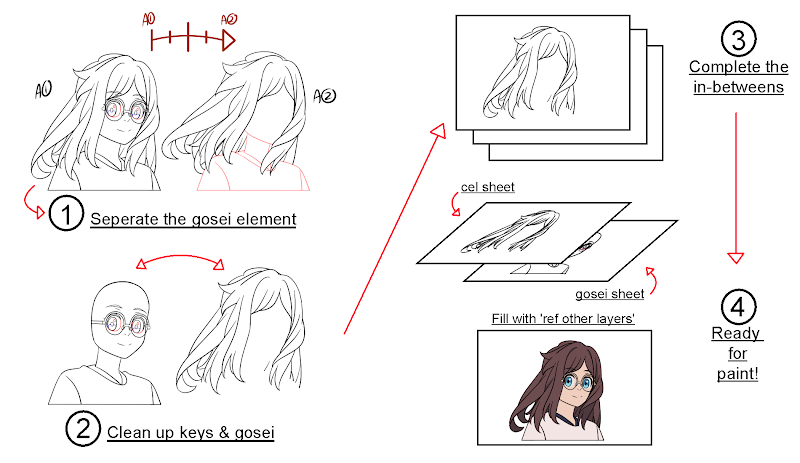 A①
A②
A①
A②
① Seperate the gosei element
② Clean up keys & gosei
③
Complete the
in-betweens
cel sheet
gosei sheet
Fill with 'ref other layers'
④
Ready
for
paint!